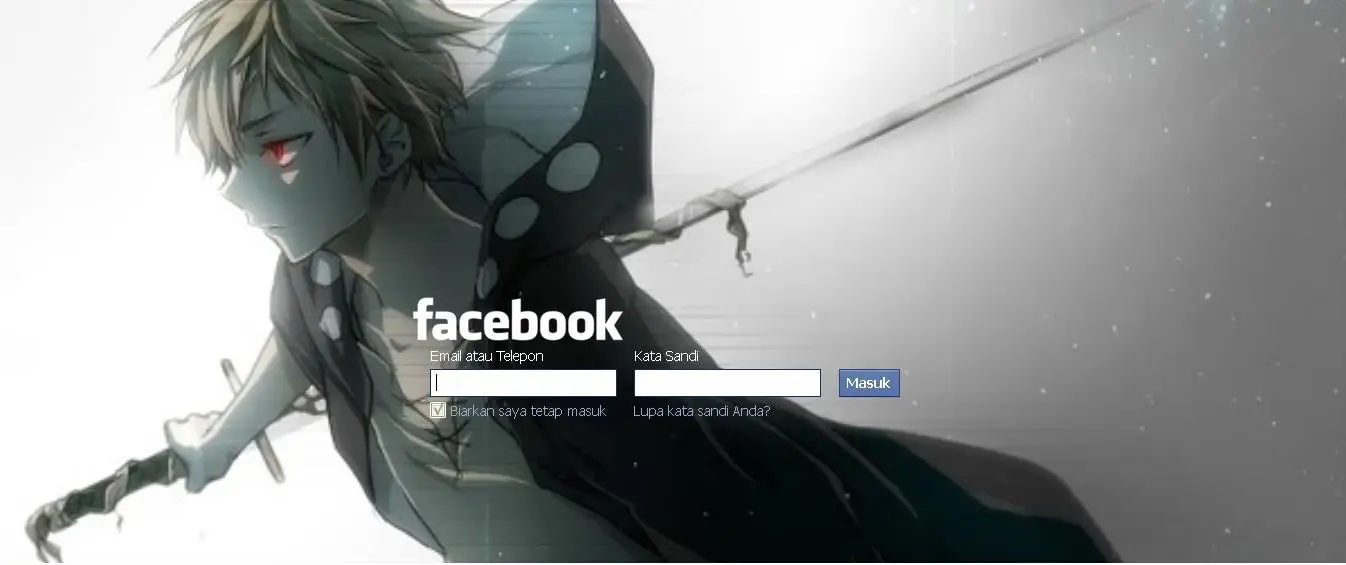 facebook
Email atau Telepon Kata Sandi
Masuk
Biarkan saya tetap masuk Lupa kata sandi Anda?